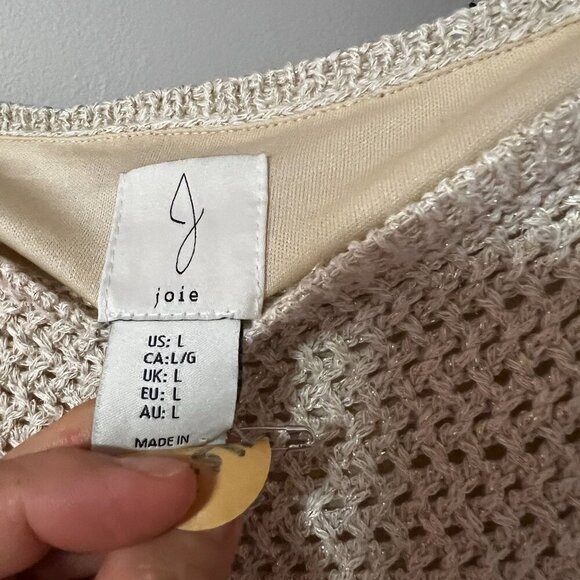 joie
US: L
CA:L/G
UK: L
EU: L
AU: L
MADE IN